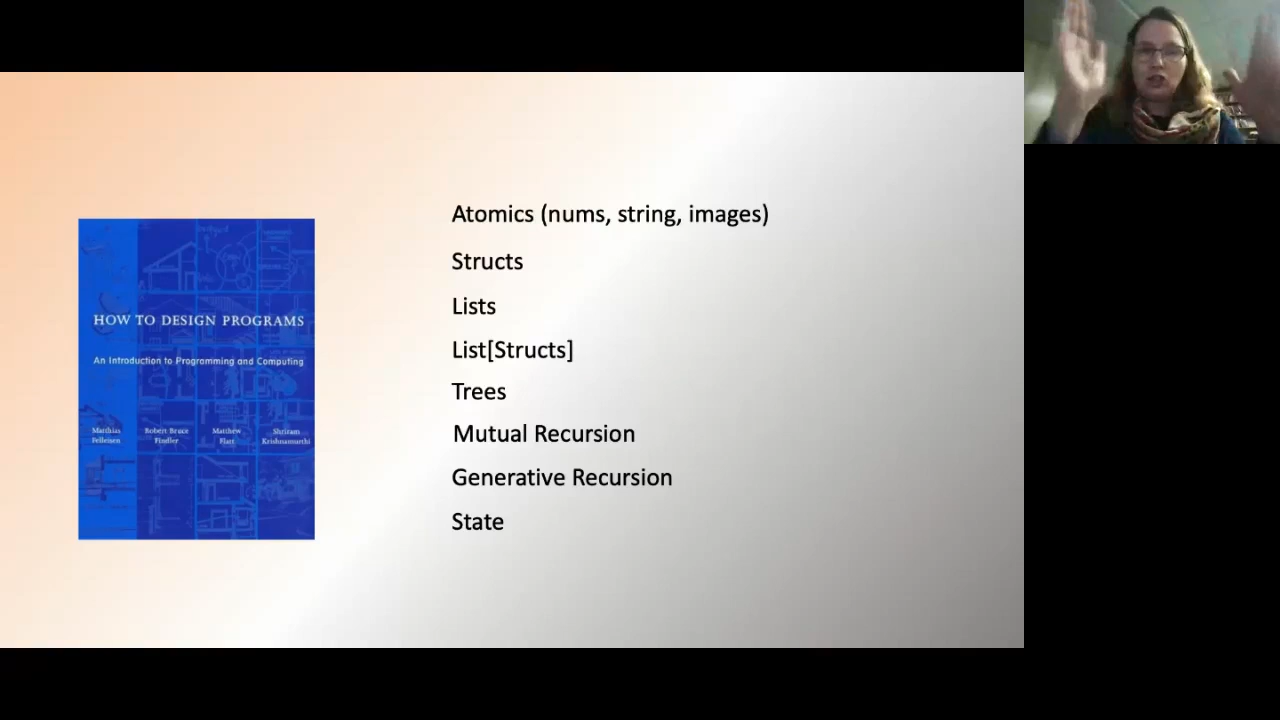 HOW TO DESIGN PROGRAMS
An Introduction to Programming and Computing
Matthias Felleisen
Robert Bruce Findler
Matthew Flatt
Shriram Krishnamurthi
Atomics (nums, string, images)
Structs
Lists
List[Structs]
Trees
Mutual Recursion
Generative Recursion
State